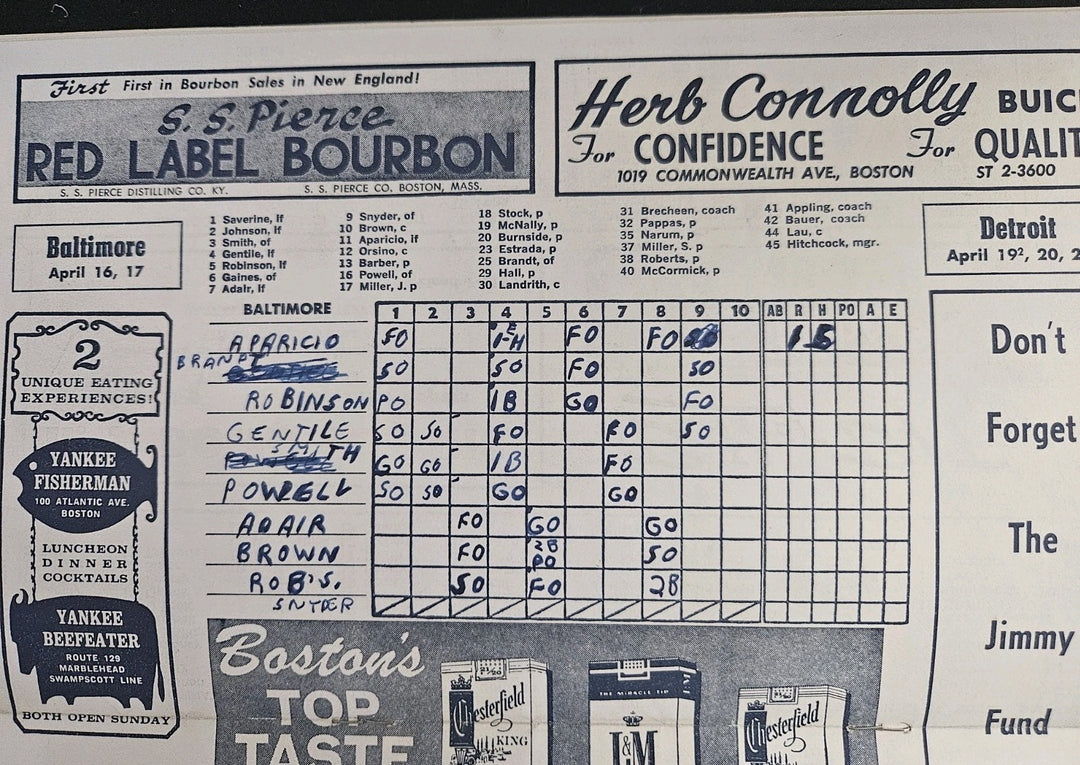 First First in Bourbon Sales in New England!
S. S. Pierce
RED LABEL BOURBON
S. S. PIERCE DISTILLING CO. KY. S. S. PIERCE CO. BOSTON, MASS.
Herb Connolly BUIC
For CONFIDENCE For QUALIT
1019 COMMONWEALTH AVE., BOSTON ST 2-3600
Baltimore
April 16, 17
1 Saverine, lf
2 Johnson, lf
3 Smith, of
4 Gentile, lf
5 Robinson, lf
6 Gaines, of
7 Adair, lf
9 Snyder, of
10 Brown, c
11 Aparicio, lf
12 Orsino, c
13 Barber, p
16 Powell, of
17 Miller, J. p
18 Stock, p
19 McNally, p
20 Burnside, p
23 Estrada, p
25 Brandt, of
29 Hall, p
30 Landrith, c
31 Brecheen, coach
32 Pappas, p
35 Narum, p
37 Miller, S. p
38 Roberts, p
40 McCormick, p
41 Appling, coach
42 Bauer, coach
44 Lau, c
45 Hitchcock, mgr.
Detroit
April 19², 20, 2
BALTIMORE 1 2 3 4 5 6 7 8 9 10 AB R H PO A E
APARICIO FO E 1-H FO FO 1 5
BRANDT SO SO FO SO
ROBINSON PO 1B GO FO
GENTILE SO SO FO FO SO
SMITH GO GO 1B FO
POWELL SO SO GO GO
ADAIR FO GO GO
BROWN FO 2B PO SO
ROB'S. SO FO 2B
SNYDER
2
UNIQUE EATING
EXPERIENCES!
YANKEE
FISHERMAN
100 ATLANTIC AVE.
BOSTON
LUNCHEON
DINNER
COCKTAILS
YANKEE
BEEFEATER
ROUTE 129
MARBLEHEAD
SWAMPSCOTT LINE
BOTH OPEN SUNDAY
Boston's
TOP
TASTE
Chesterfield
KING
THE MIRACLE TIP
L&M
Chesterfield
Don't
Forget
The
Jimmy
Fund